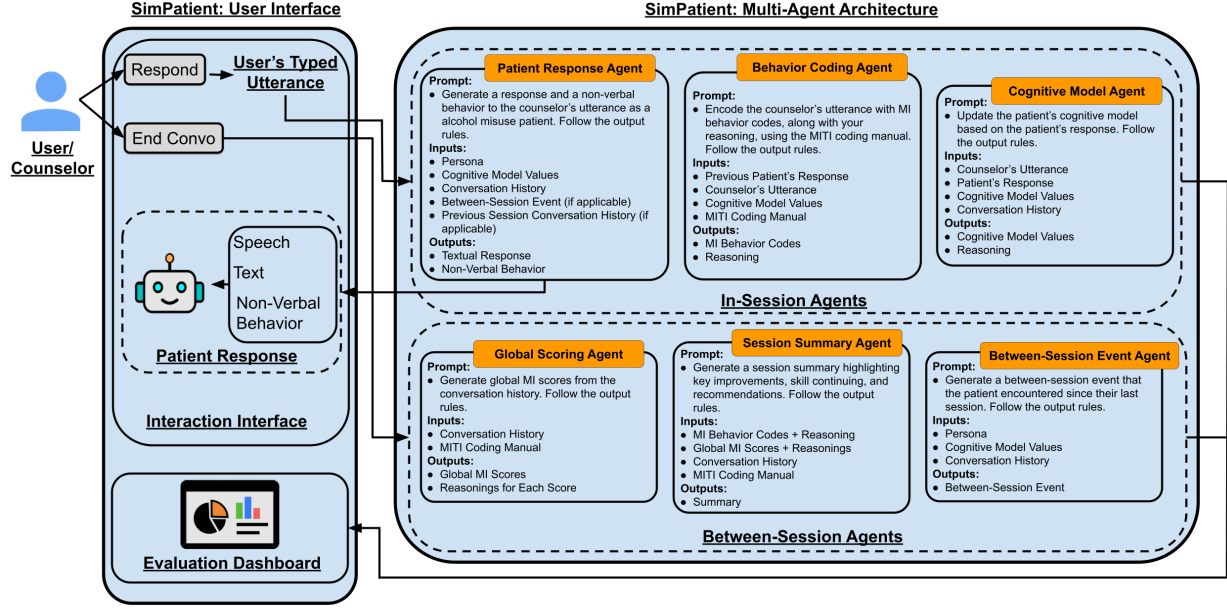 SimPatient: User Interface
SimPatient: Multi-Agent Architecture
User/
Counselor
Respond
User's Typed
Utterance
End Convo
Speech
Text
Non-Verbal
Behavior
Patient Response
Interaction Interface
Evaluation Dashboard
Patient Response Agent
Prompt:
● Generate a response and a non-verbal
behavior to the counselor's utterance as a
alcohol misuse patient. Follow the output
rules.
Inputs:
● Persona
● Cognitive Model Values
● Conversation History
● Between-Session Event (if applicable)
● Previous Session Conversation History (if
applicable)
Outputs:
● Textual Response
● Non-Verbal Behavior
Behavior Coding Agent
Prompt:
● Encode the counselor's utterance with MI
behavior codes, along with your
reasoning, using the MITI coding manual.
Follow the output rules.
Inputs:
● Previous Patient's Response
● Counselor's Utterance
● Cognitive Model Values
● MITI Coding Manual
Outputs:
● MI Behavior Codes
● Reasoning
Cognitive Model Agent
Prompt:
● Update the patient's cognitive model
based on the patient's response. Follow
the output rules.
Inputs:
● Counselor's Utterance
● Patient's Response
● Cognitive Model Values
● Conversation History
Outputs:
● Cognitive Model Values
● Reasoning
In-Session Agents
Global Scoring Agent
Prompt:
● Generate global MI scores from the
conversation history. Follow the output
rules.
Inputs:
● Conversation History
● MITI Coding Manual
Outputs:
● Global MI Scores
● Reasonings for Each Score
Session Summary Agent
Prompt:
● Generate a session summary highlighting
key improvements, skill continuing, and
recommendations. Follow the output
rules.
Inputs:
● MI Behavior Codes + Reasoning
● Global MI Scores + Reasonings
● Conversation History
● MITI Coding Manual
Outputs:
● Summary
Between-Session Event Agent
Prompt:
● Generate a between-session event that
the patient encountered since their last
session. Follow the output rules.
Inputs:
● Persona
● Cognitive Model Values
● Conversation History
Outputs:
● Between-Session Event
Between-Session Agents